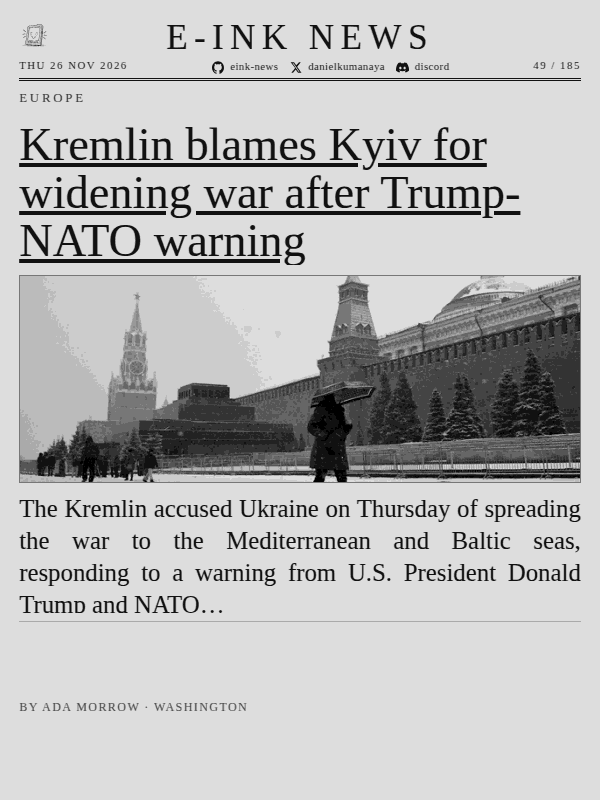 E-INK NEWS
THU 26 NOV 2026
eink-news danielkumanaya discord
49 / 185
EUROPE
Kremlin blames Kyiv for
widening war after Trump-
NATO warning
The Kremlin accused Ukraine on Thursday of spreading
the war to the Mediterranean and Baltic seas,
responding to a warning from U.S. President Donald
Trump and NATO…
BY ADA MORROW · WASHINGTON